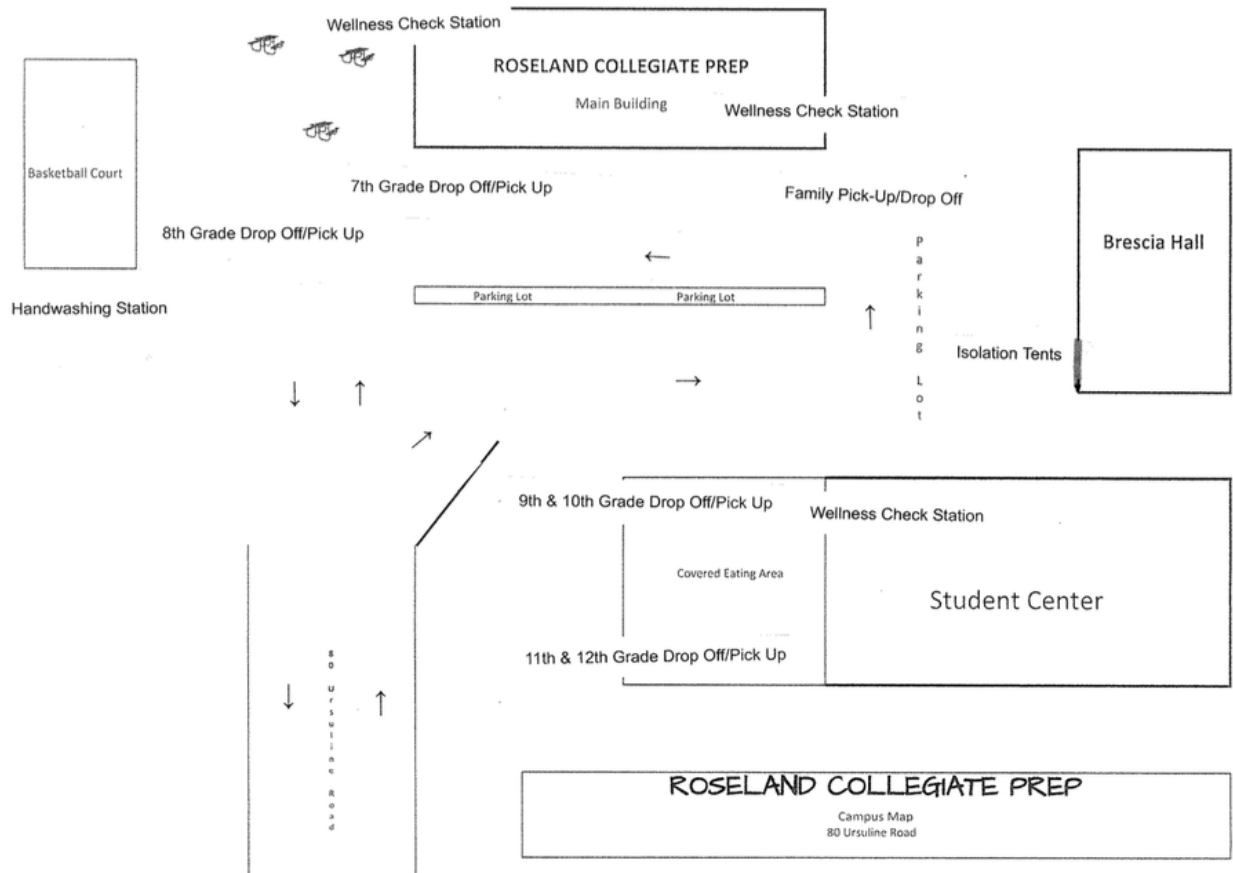 Wellness Check Station
ROSELAND COLLEGIATE PREP
Main Building
Wellness Check Station
Basketball Court
7th Grade Drop Off/Pick Up
Family Pick-Up/Drop Off
8th Grade Drop Off/Pick Up
Brescia Hall
Parking Lot
Parking Lot
Parking Lot
Handwashing Station
Isolation Tents
9th & 10th Grade Drop Off/Pick Up
Wellness Check Station
Covered Eating Area
Student Center
11th & 12th Grade Drop Off/Pick Up
80 Ursuline Road
ROSELAND COLLEGIATE PREP
Campus Map
80 Ursuline Road